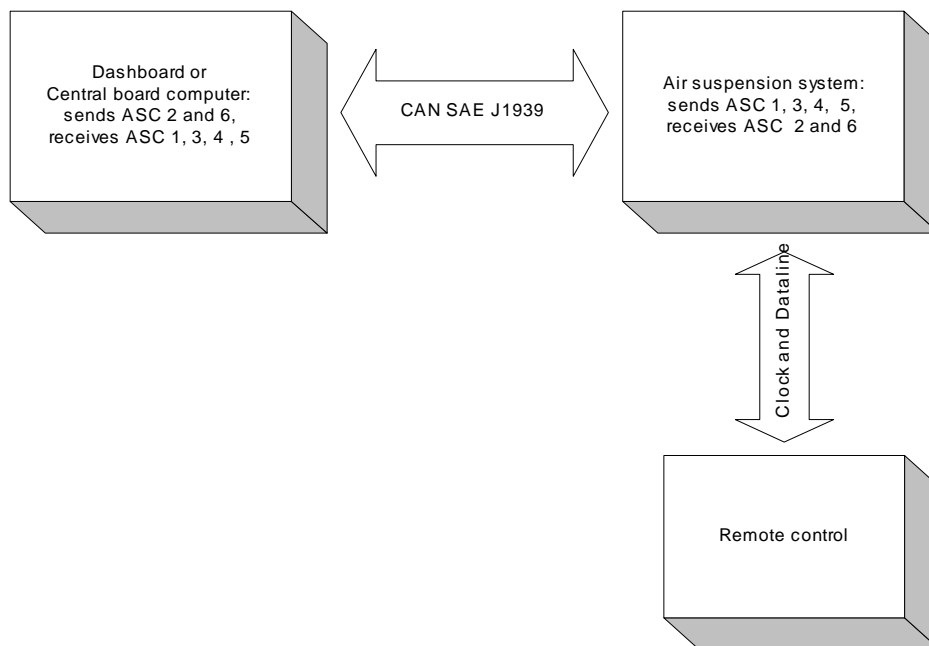 Dashboard or
Central board computer:
sends ASC 2 and 6,
receives ASC 1, 3, 4 , 5
CAN SAE J1939
Air suspension system:
sends ASC 1, 3, 4, 5,
receives ASC 2 and 6
Clock and Dataline
Remote control